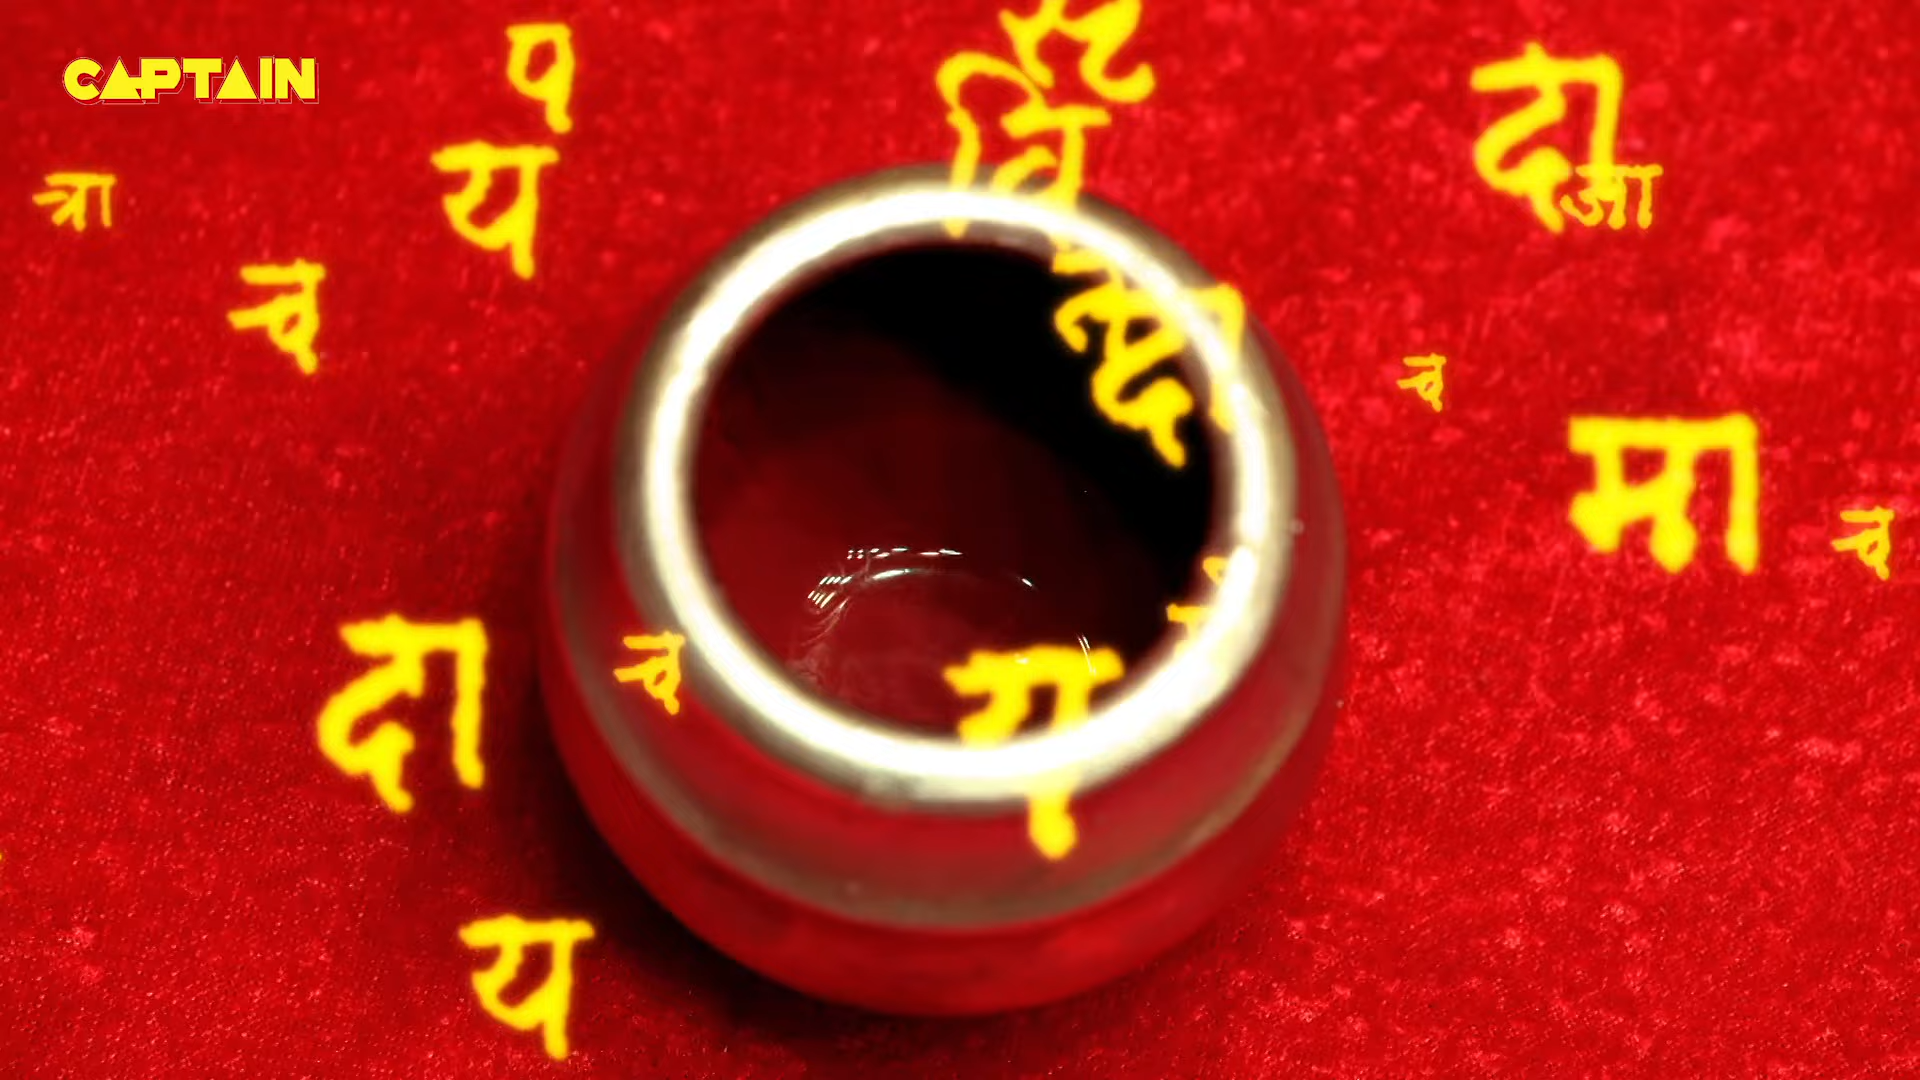 CAPTAIN
प
स्ट
वि
दा
य
त्रा
आ
च
च
मा
च
दा
च
य
य